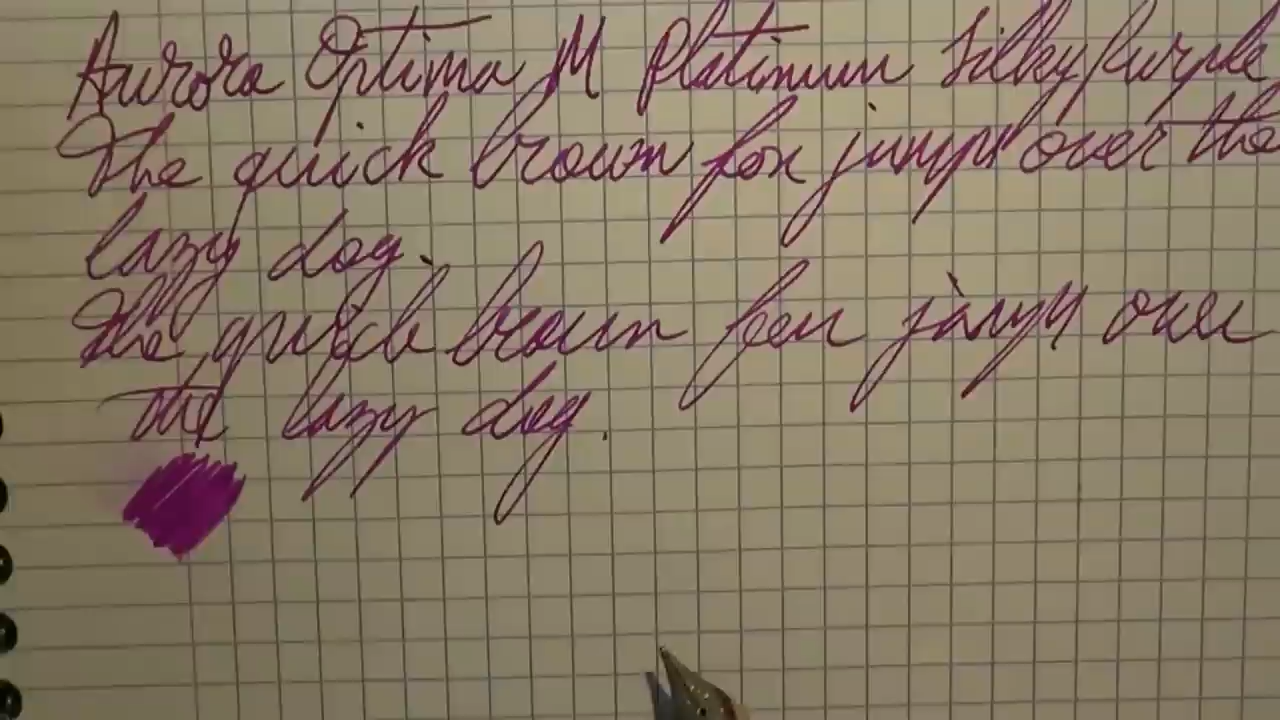 Aurora Optima M Platinum Silky Purple
The quick brown fox jumps over the
lazy dog.
The quick brown fox jumps over
the lazy dog.